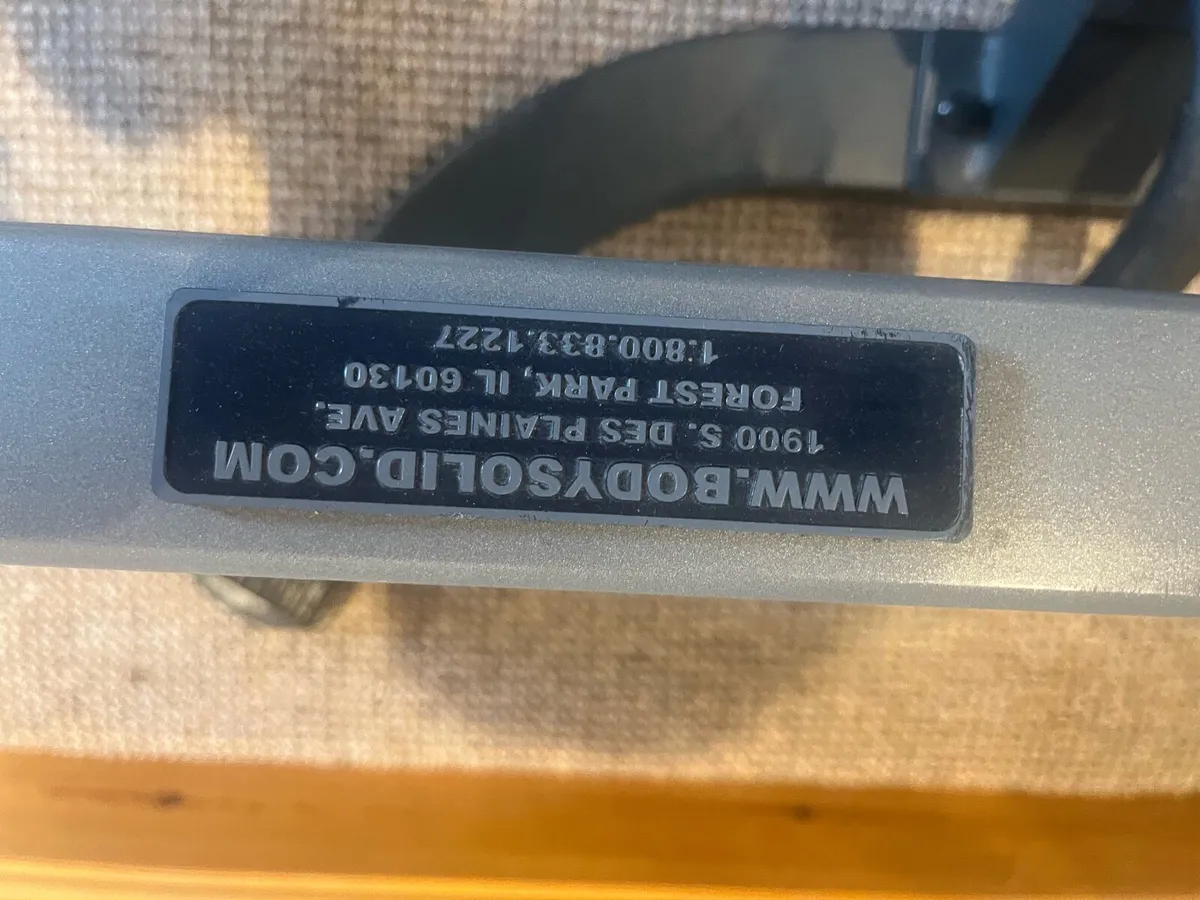 WWW.BODYSOLID.COM
1900 S. DES PLAINES AVE.
FOREST PARK, IL 60130
1.800.833.1227